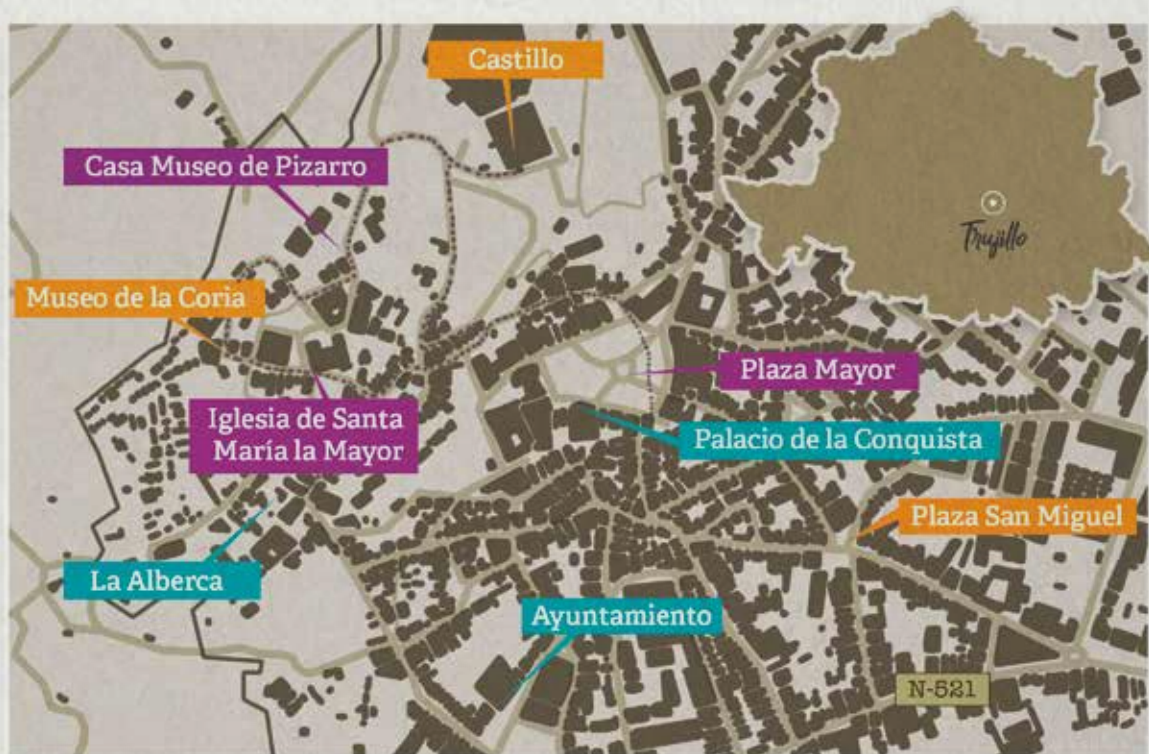 Castillo
Casa Museo de Pizarro
Trujillo
Museo de la Coria
Plaza Mayor
Iglesia de Santa
María la Mayor
Palacio de la Conquista
Plaza San Miguel
La Alberca
Ayuntamiento
N-521